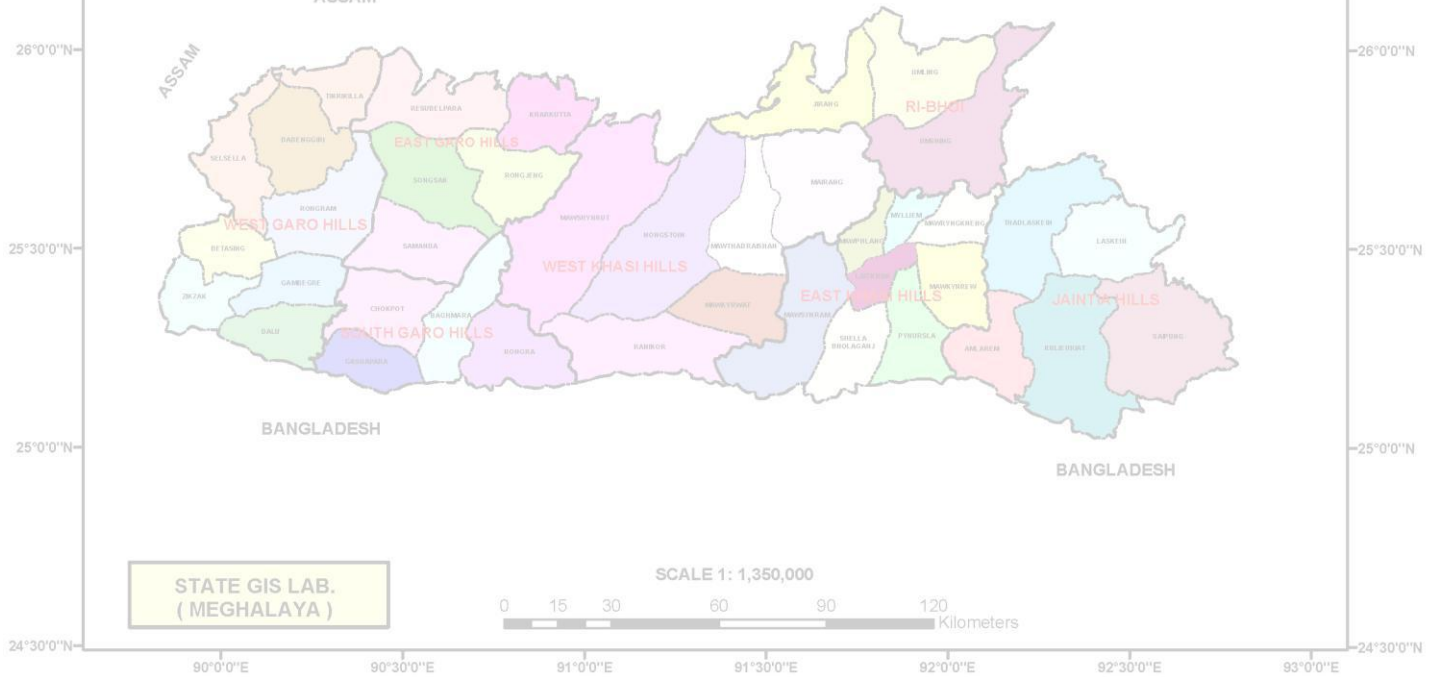 ASSAM
26°0'0"N
26°0'0"N
ASSAM
UMLING
TIKRIKILLA
RESUBELPARA
JIRANG
RI-BHOI
KHARKUTTA
DADENGGIRI
EAST GARO HILLS
UMSNING
SELSELLA
SONGSAK
RONGJENG
MAIRANG
RONGRAM
MAWSHYNRUT
MYLLIEM
MAWRYNGKNENG
THADLASKEIN
WEST GARO HILLS
NONGSTOIN
MAWPHLANG
LASKEIN
BETASING
SAMANDA
MAWTHADRAISHAN
25°30'0"N
25°30'0"N
WEST KHASI HILLS
GAMBEGRE
MAWKYNREW
ZIKZAK
CHOKPOT
EAST KHASI HILLS
JAINTIA HILLS
MAWKYRWAT
BAGHMARA
MAWSYNRAM
DALU
SOUTH GARO HILLS
SHELLA
BHOLAGANJ
PYNURSLA
SAIPUNG
RONGRA
RANIKOR
AMLAREM
KHLIEHRIAT
GASUAPARA
BANGLADESH
25°0'0"N
25°0'0"N
BANGLADESH
STATE GIS LAB.
( MEGHALAYA )
SCALE 1: 1,350,000
0 15 30 60 90 120
Kilometers
24°30'0"N
24°30'0"N
90°0'0"E 90°30'0"E 91°0'0"E 91°30'0"E 92°0'0"E 92°30'0"E 93°0'0"E